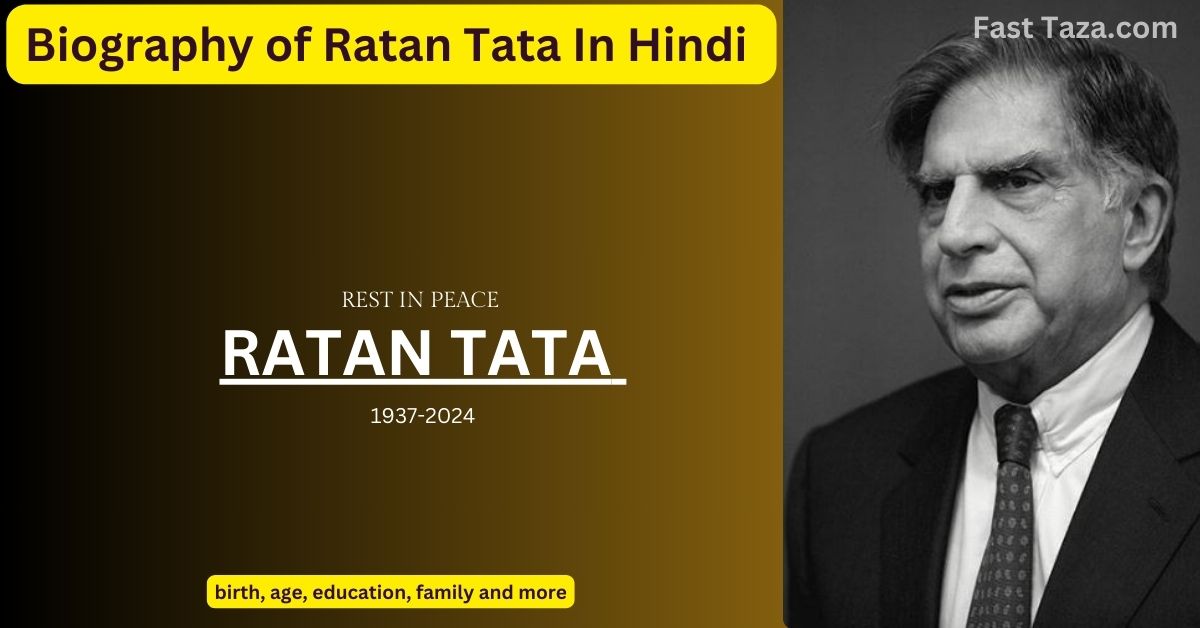 Biography of Ratan Tata In Hindi
Fast Taza.com
REST IN PEACE
RATAN TATA
1937-2024
birth, age, education, family and more